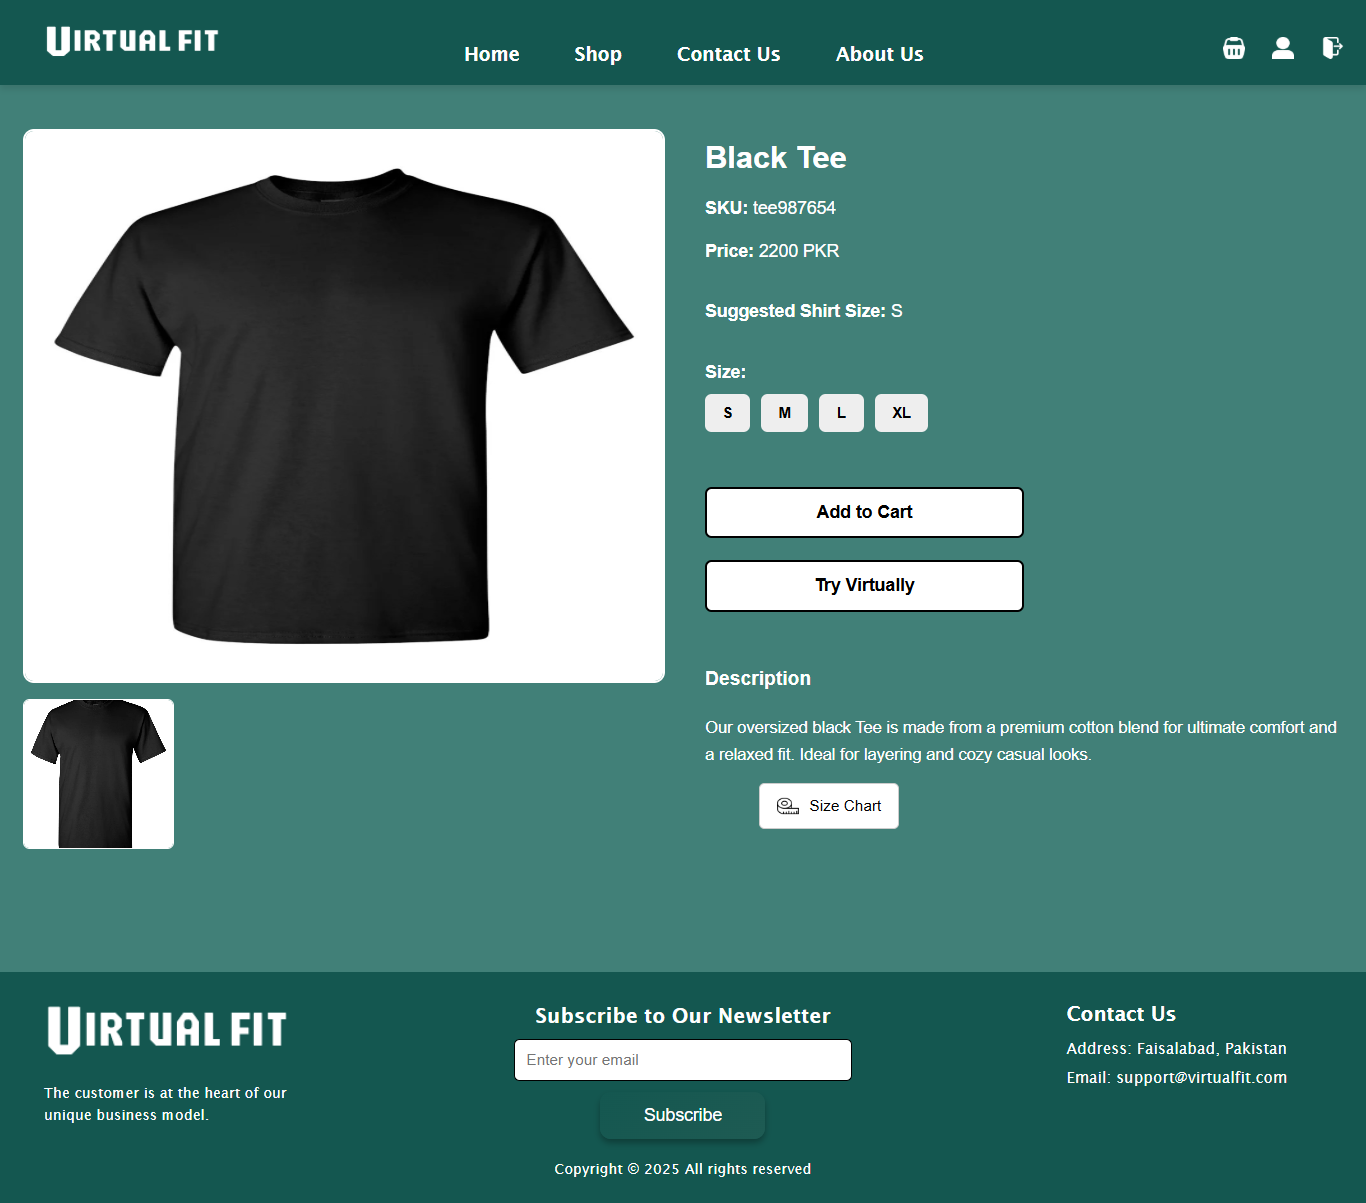 VIRTUAL FIT
Home
Shop
Contact Us
About Us
Black Tee
SKU: tee987654
Price: 2200 PKR
Suggested Shirt Size: S
Size:
S
M
L
XL
Add to Cart
Try Virtually
Description
Our oversized black Tee is made from a premium cotton blend for ultimate comfort and
a relaxed fit. Ideal for layering and cozy casual looks.
Size Chart
VIRTUAL FIT
The customer is at the heart of our
unique business model.
Subscribe to Our Newsletter
Enter your email
Subscribe
Copyright © 2025 All rights reserved
Contact Us
Address: Faisalabad, Pakistan
Email: support@virtualfit.com